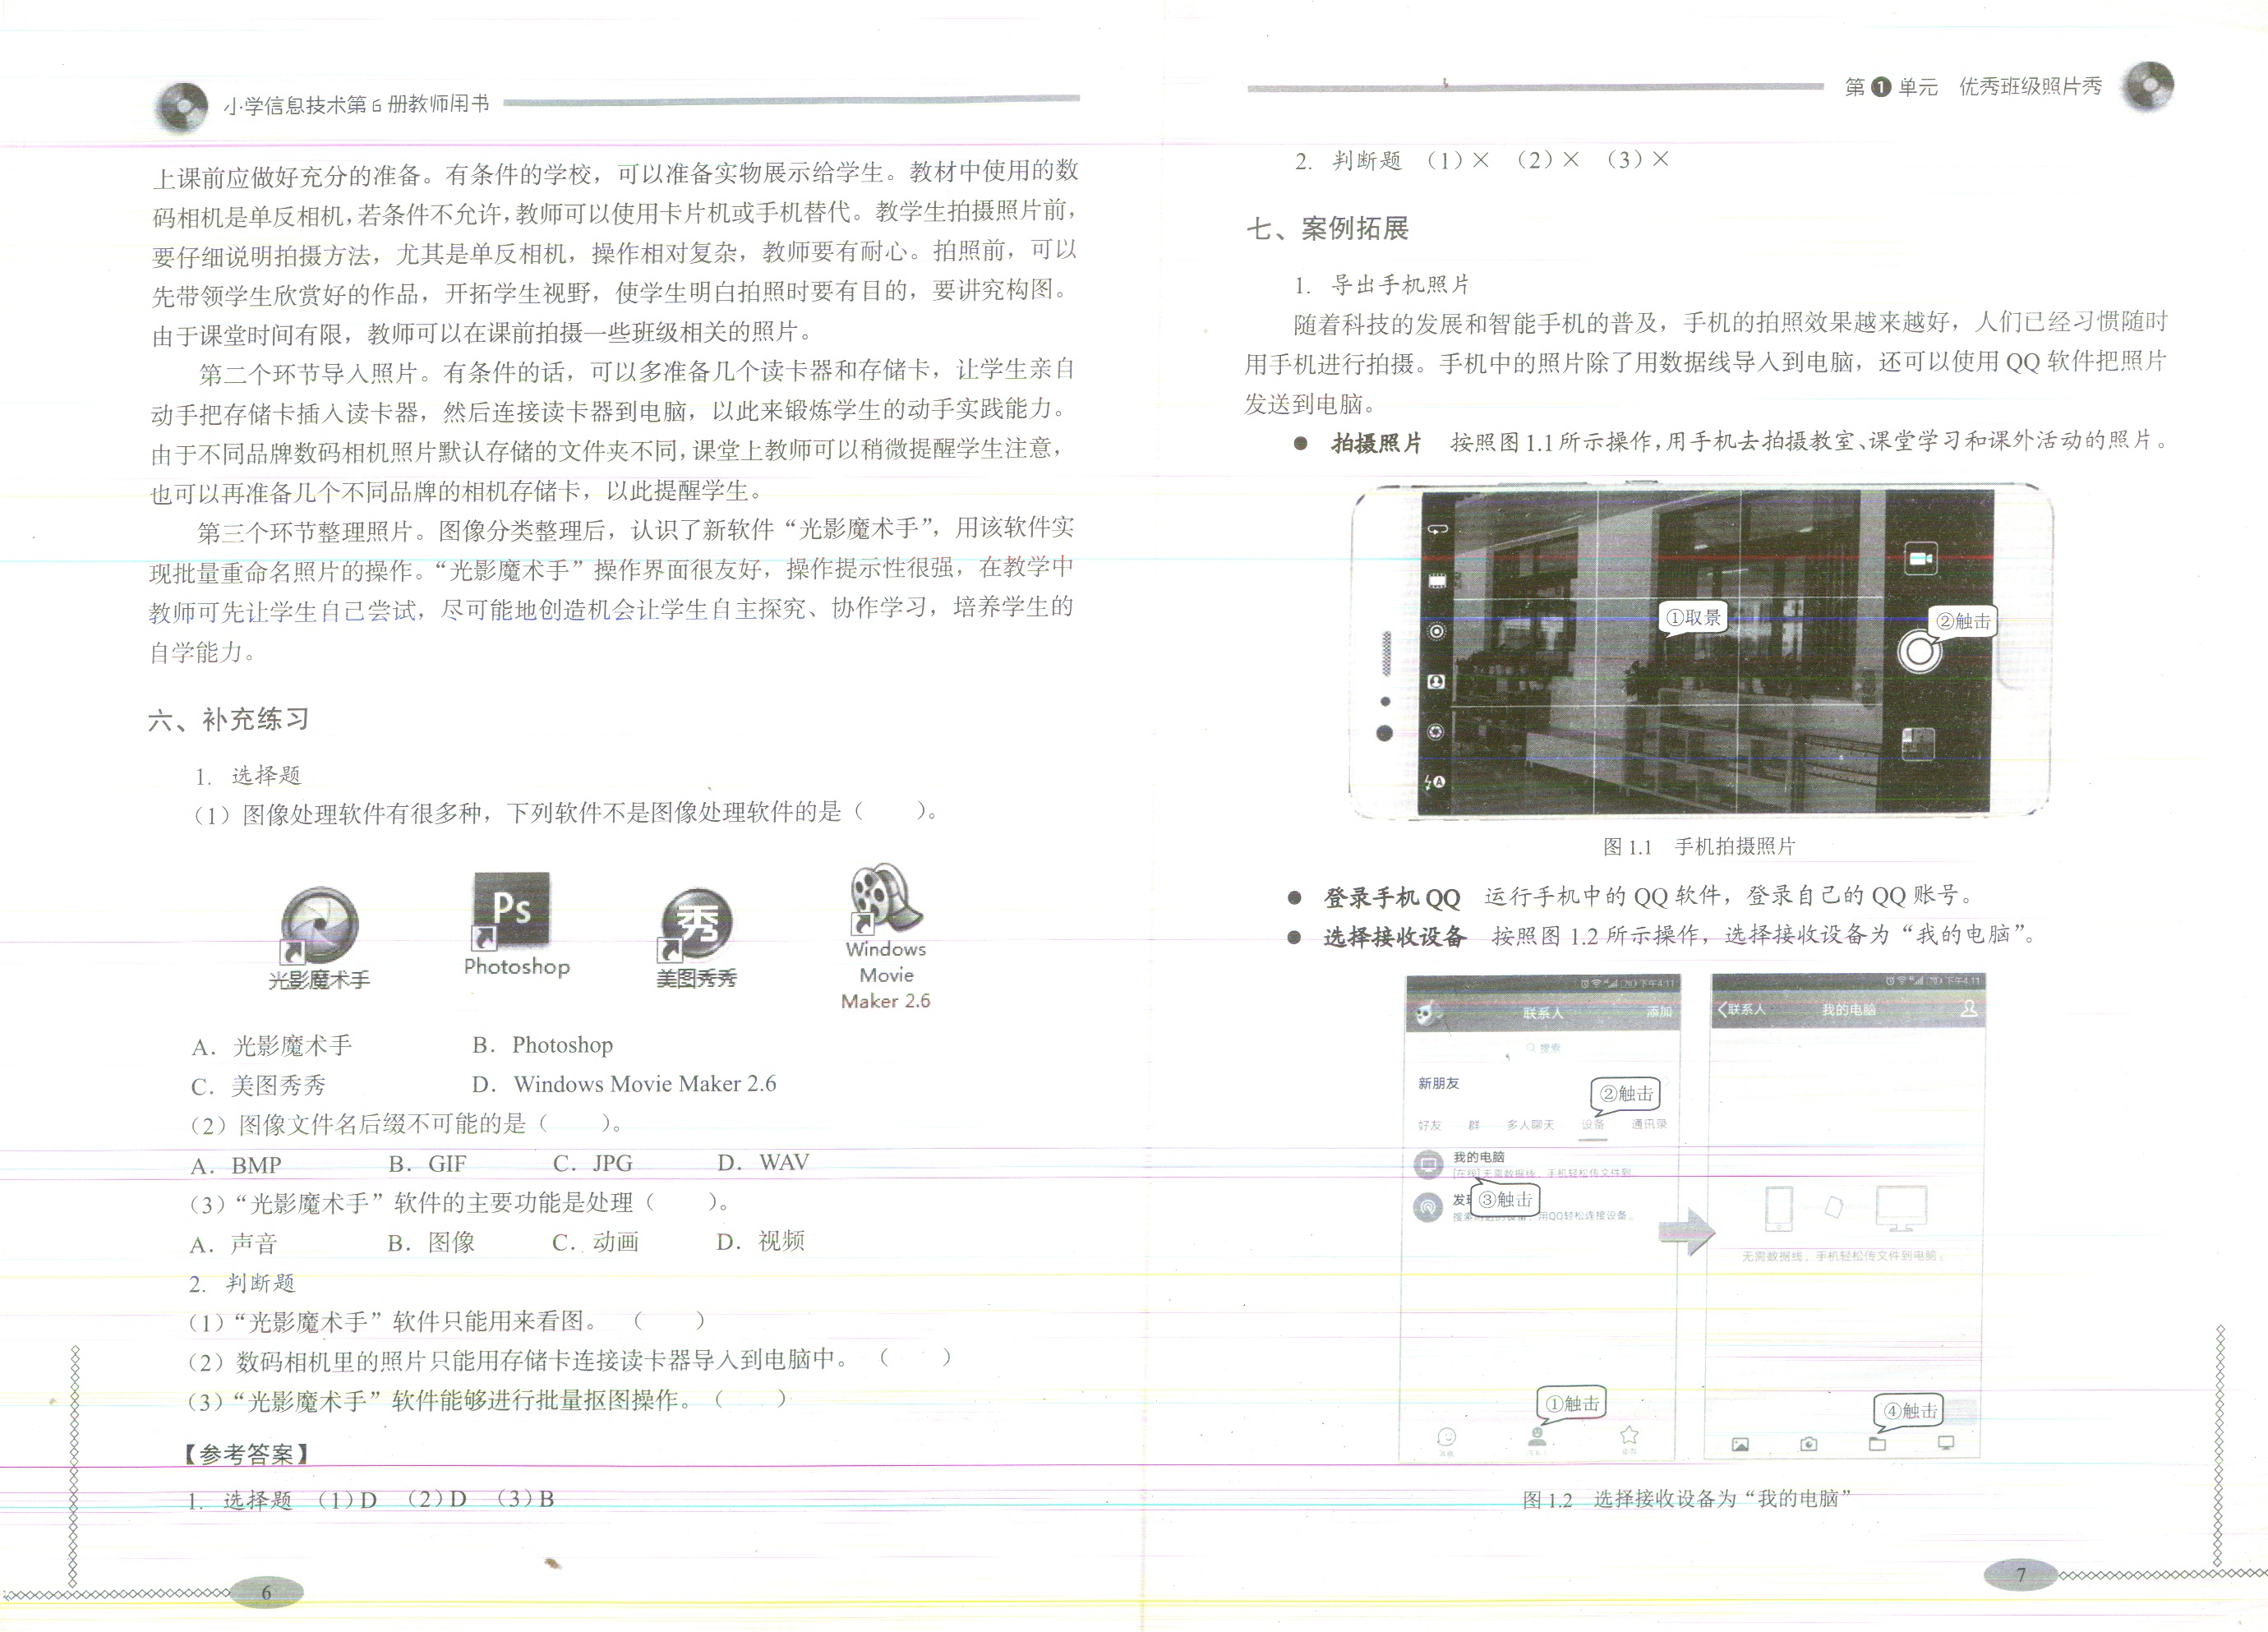 小学信息技术第6册教师用书
上课前应做好充分的准备。有条件的学校，可以准备实物展示给学生。教材中使用的数
码相机是单反相机，若条件不允许，教师可以使用卡片机或手机替代。教学生拍摄照片前，
要仔细说明拍摄方法，尤其是单反相机，操作相对复杂，教师要有耐心。拍照前，可以
先带领学生欣赏好的作品，开拓学生视野，使学生明白拍照时要有目的，要讲究构图。
由于课堂时间有限，教师可以在课前拍摄一些班级相关的照片。
第二个环节导入照片。有条件的话，可以多准备几个读卡器和存储卡，让学生亲自
动手把存储卡插入读卡器，然后连接读卡器到电脑，以此来锻炼学生的动手实践能力。
由于不同品牌数码相机照片默认存储的文件夹不同，课堂上教师可以稍微提醒学生注意，
也可以再准备几个不同品牌的相机存储卡，以此提醒学生。
第三个环节整理照片。图像分类整理后，认识了新软件“光影魔术手”，用该软件实
现批量重命名照片的操作。“光影魔术手”操作界面很友好，操作提示性很强，在教学中
教师可先让学生自己尝试，尽可能地创造机会让学生自主探究、协作学习，培养学生的
自学能力。
六、补充练习
1. 选择题
（1）图像处理软件有很多种，下列软件不是图像处理软件的是（　　）。
Ps
秀
光影魔术手
Photoshop
美图秀秀
Windows
Movie
Maker 2.6
A. 光影魔术手　B. Photoshop
C. 美图秀秀　D. Windows Movie Maker 2.6
（2）图像文件名后缀不可能的是（　　）。
A. BMP　B. GIF　C. JPG　D. WAV
（3）“光影魔术手”软件的主要功能是处理（　　）。
A. 声音　B. 图像　C. 动画　D. 视频
2. 判断题
（1）“光影魔术手”软件只能用来看图。（　　）
（2）数码相机里的照片只能用存储卡连接读卡器导入到电脑中。（　　）
（3）“光影魔术手”软件能够进行批量抠图操作。（　　）
【参考答案】
1. 选择题　（1）D　（2）D　（3）B
6
第1单元　优秀班级照片秀
2. 判断题　（1）×　（2）×　（3）×
七、案例拓展
1. 导出手机照片
随着科技的发展和智能手机的普及，手机的拍照效果越来越好，人们已经习惯随时
用手机进行拍摄。手机中的照片除了用数据线导入到电脑，还可以使用 QQ 软件把照片
发送到电脑。
● 拍摄照片　按照图1.1所示操作，用手机去拍摄教室、课堂学习和课外活动的照片。
①取景
②触击
图 1.1　手机拍摄照片
● 登录手机 QQ　运行手机中的 QQ 软件，登录自己的 QQ 账号。
● 选择接收设备　按照图 1.2 所示操作，选择接收设备为“我的电脑”。
下午4:11
联系人　添加
搜索
新朋友
②触击
好友　群　多人聊天　设备　通讯录
我的电脑
[在线]无需数据线，手机轻松传文件到
③触击
用QQ轻松连接设备。
①触击
下午4:11
联系人　我的电脑
无需数据线，手机轻松传文件到电脑。
④触击
图 1.2　选择接收设备为“我的电脑”
7